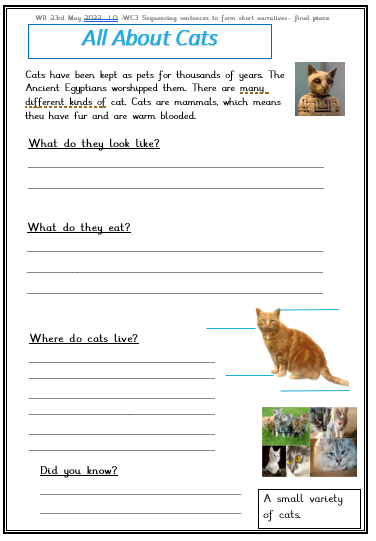 WB 23rd May 2022 LO -WC3 Sequencing sentences to form short narratives- final piece
All About Cats
Cats have been kept as pets for thousands of years. The
Ancient Egyptians worshipped them. There are many
different kinds of cat. Cats are mammals, which means
they have fur and are warm blooded.
What do they look like?
What do they eat?
Where do cats live?
Did you know?
A small variety
of cats.